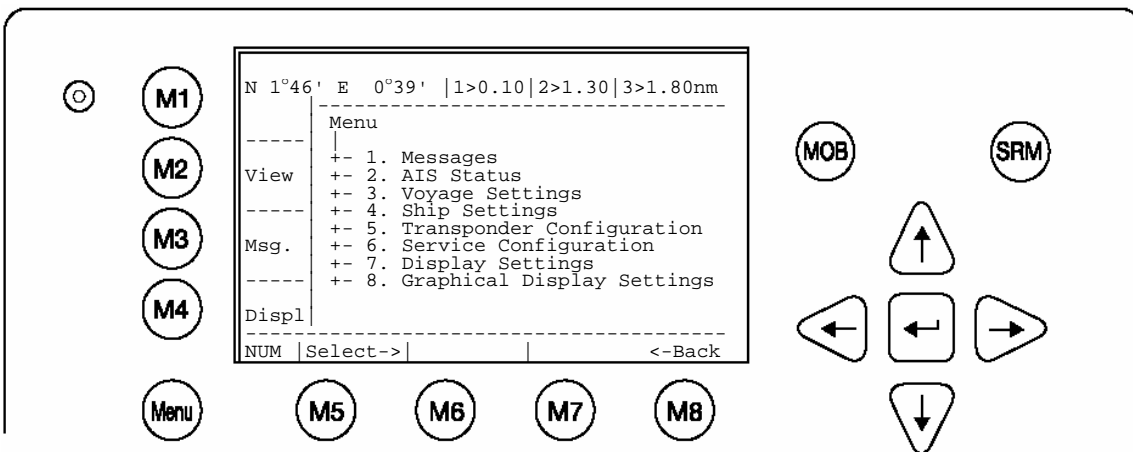 N 1°46' E 0°39' |1>0.10|2>1.30|3>1.80nm
Menu
+- 1. Messages
+- 2. AIS Status
+- 3. Voyage Settings
+- 4. Ship Settings
+- 5. Transponder Configuration
+- 6. Service Configuration
+- 7. Display Settings
+- 8. Graphical Display Settings
View
Msg.
Displ
NUM |Select->| | <-Back
M1
M2
M3
M4
Menu
M5
M6
M7
M8
MOB
SRM